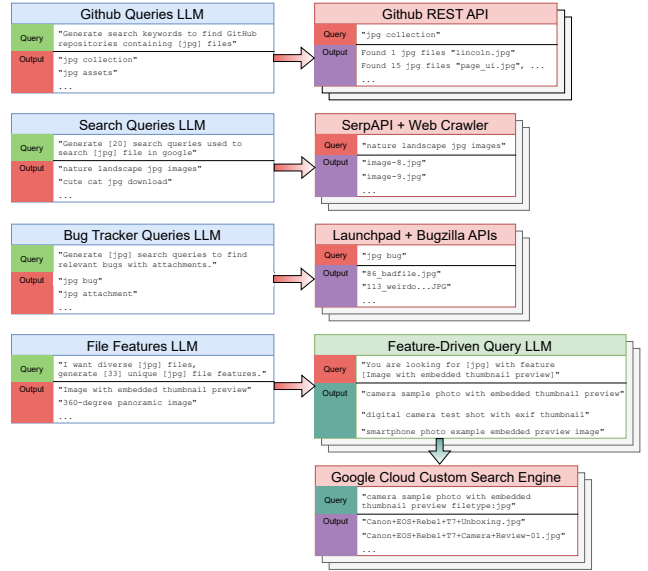 Github Queries LLM
Query
"Generate search keywords to find GitHub
repositories containing [jpg] files"
Output
"jpg collection"
"jpg assets"
...
Github REST API
Query
"jpg collection"
Output
Found 1 jpg files "lincoln.jpg"
Found 15 jpg files "page_ui.jpg", ...
...
Search Queries LLM
Query
"Generate [20] search queries used to
search [jpg] file in google"
Output
"nature landscape jpg images"
"cute cat jpg download"
...
SerpAPI + Web Crawler
Query
"nature landscape jpg images"
Output
"image-8.jpg"
"image-9.jpg"
...
Bug Tracker Queries LLM
Query
"Generate [jpg] search queries to find
relevant bugs with attachments."
Output
"jpg bug"
"jpg attachment"
...
Launchpad + Bugzilla APIs
Query
"jpg bug"
Output
"86_badfile.jpg"
"113_weirdo...JPG"
...
File Features LLM
Query
"I want diverse [jpg] files,
generate [33] unique [jpg] file features."
Output
"Image with embedded thumbnail preview"
"360-degree panoramic image"
...
Feature-Driven Query LLM
Query
"You are looking for [jpg] with feature
[Image with embedded thumbnail preview]"
Output
"camera sample photo with embedded thumbnail preview"
"digital camera test shot with exif thumbnail"
"smartphone photo example embedded preview image"
Google Cloud Custom Search Engine
Query
"camera sample photo with embedded
thumbnail preview filetype:jpg"
Output
"Canon+EOS+Rebel+T7+Unboxing.jpg"
"Canon+EOS+Rebel+T7+Camera+Review-01.jpg"
...